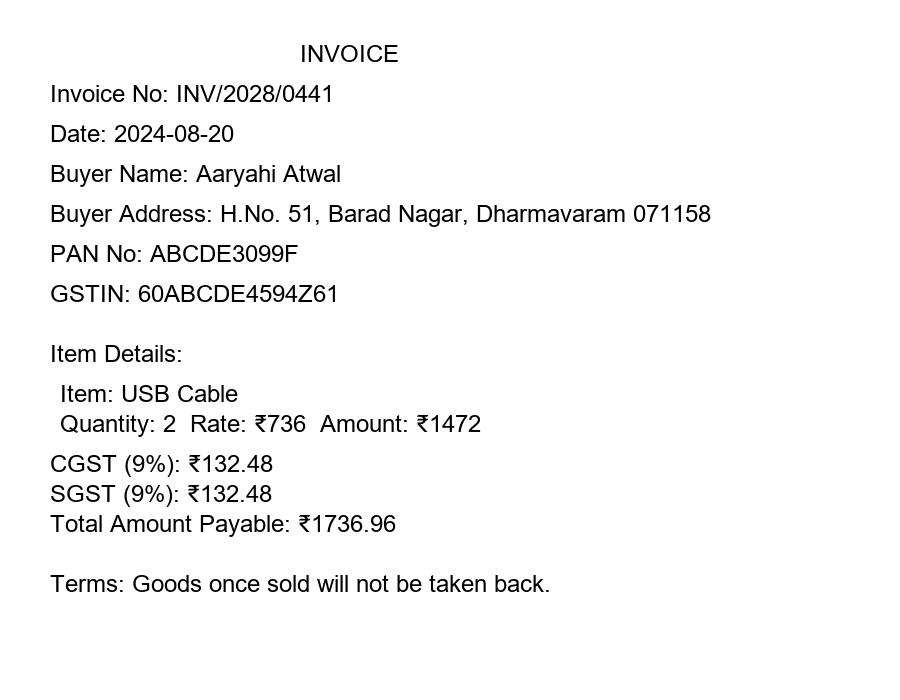 INVOICE
Invoice No: INV/2028/0441
Date: 2024-08-20
Buyer Name: Aaryahi Atwal
Buyer Address: H.No. 51, Barad Nagar, Dharmavaram 071158
PAN No: ABCDE3099F
GSTIN: 60ABCDE4594Z61
Item Details:
Item: USB Cable
Quantity: 2  Rate: ₹736  Amount: ₹1472
CGST (9%): ₹132.48
SGST (9%): ₹132.48
Total Amount Payable: ₹1736.96
Terms: Goods once sold will not be taken back.